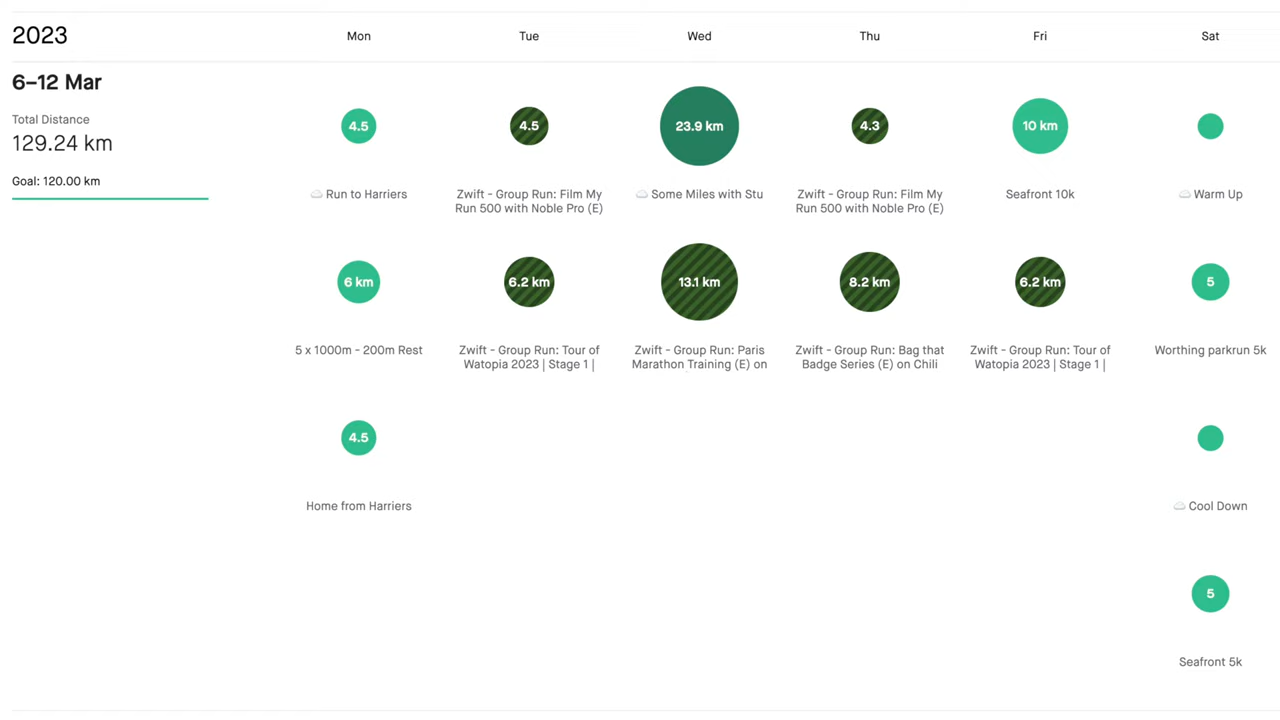 2023
Mon
Tue
Wed
Thu
Fri
Sat
6–12 Mar
Total Distance
129.24 km
Goal: 120.00 km
4.5
4.5
23.9 km
4.3
10 km
Run to Harriers
Zwift - Group Run: Film My
Run 500 with Noble Pro (E)
Some Miles with Stu
Zwift - Group Run: Film My
Run 500 with Noble Pro (E)
Seafront 10k
Warm Up
6 km
6.2 km
13.1 km
8.2 km
6.2 km
5
5 x 1000m - 200m Rest
Zwift - Group Run: Tour of
Watopia 2023 | Stage 1 |
Zwift - Group Run: Paris
Marathon Training (E) on
Zwift - Group Run: Bag that
Badge Series (E) on Chili
Zwift - Group Run: Tour of
Watopia 2023 | Stage 1 |
Worthing parkrun 5k
4.5
Home from Harriers
Cool Down
5
Seafront 5k